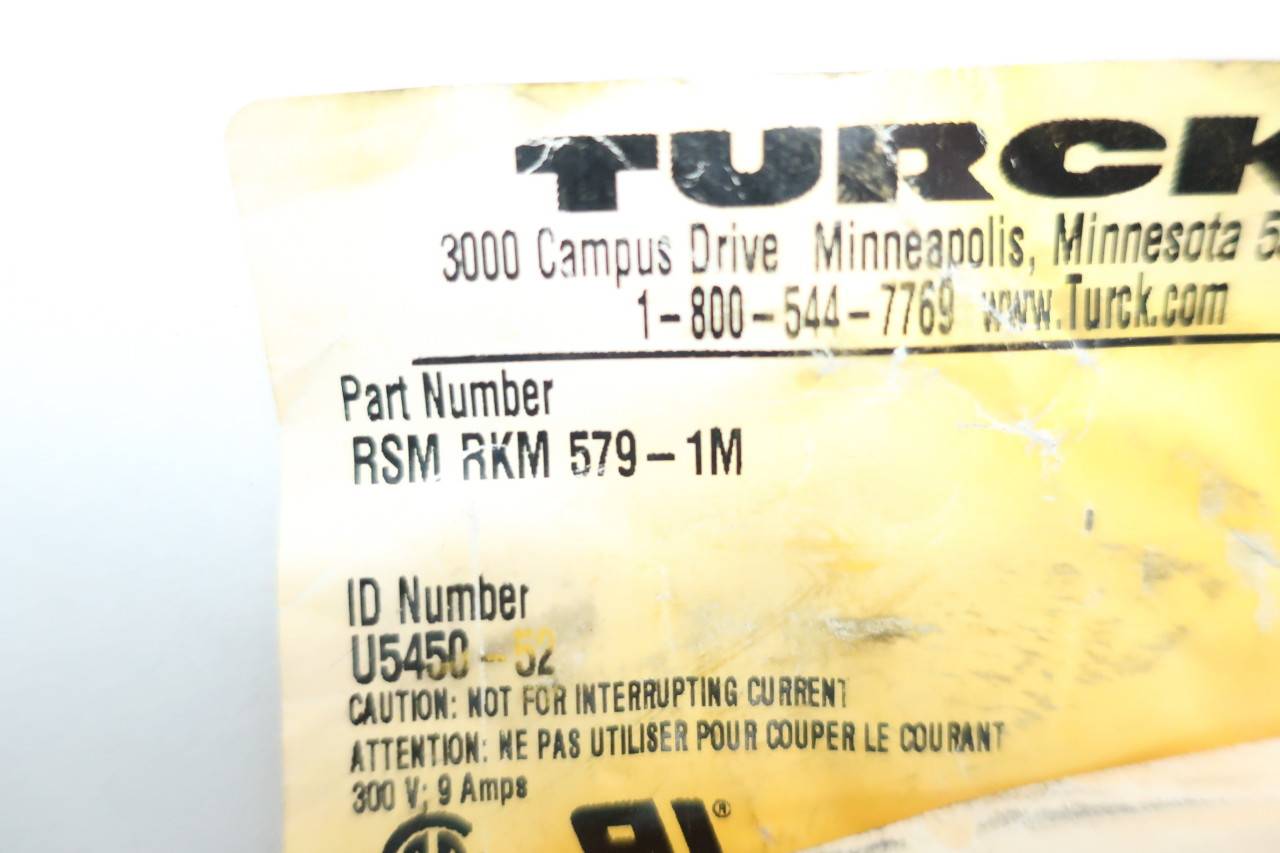 TURCK
3000 Campus Drive Minneapolis, Minnesota
1-800-544-7769 www.Turck.com
Part Number
RSM RKM 579-1M
ID Number
U5450-52
CAUTION: NOT FOR INTERRUPTING CURRENT
ATTENTION: NE PAS UTILISER POUR COUPER LE COURANT
300 V; 9 Amps